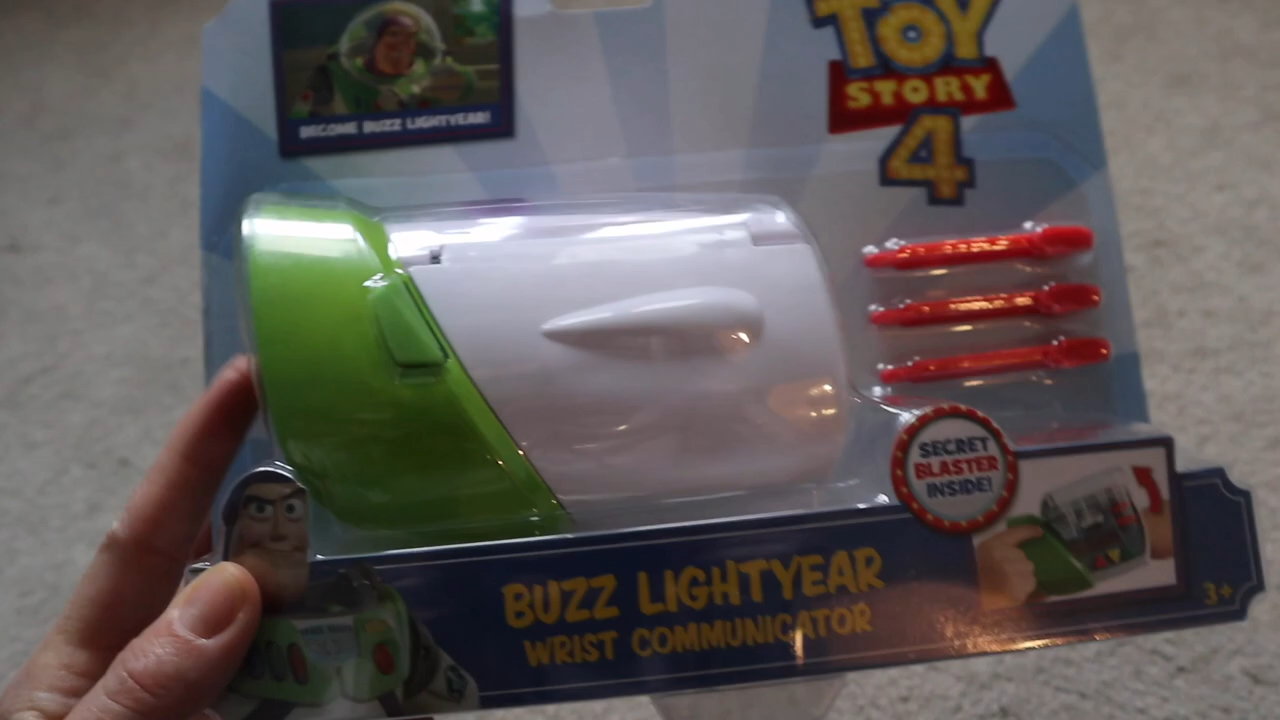 BECOME BUZZ LIGHTYEAR!
TOY
STORY
4
SECRET
BLASTER
INSIDE!
BUZZ LIGHTYEAR
WRIST COMMUNICATOR
3+